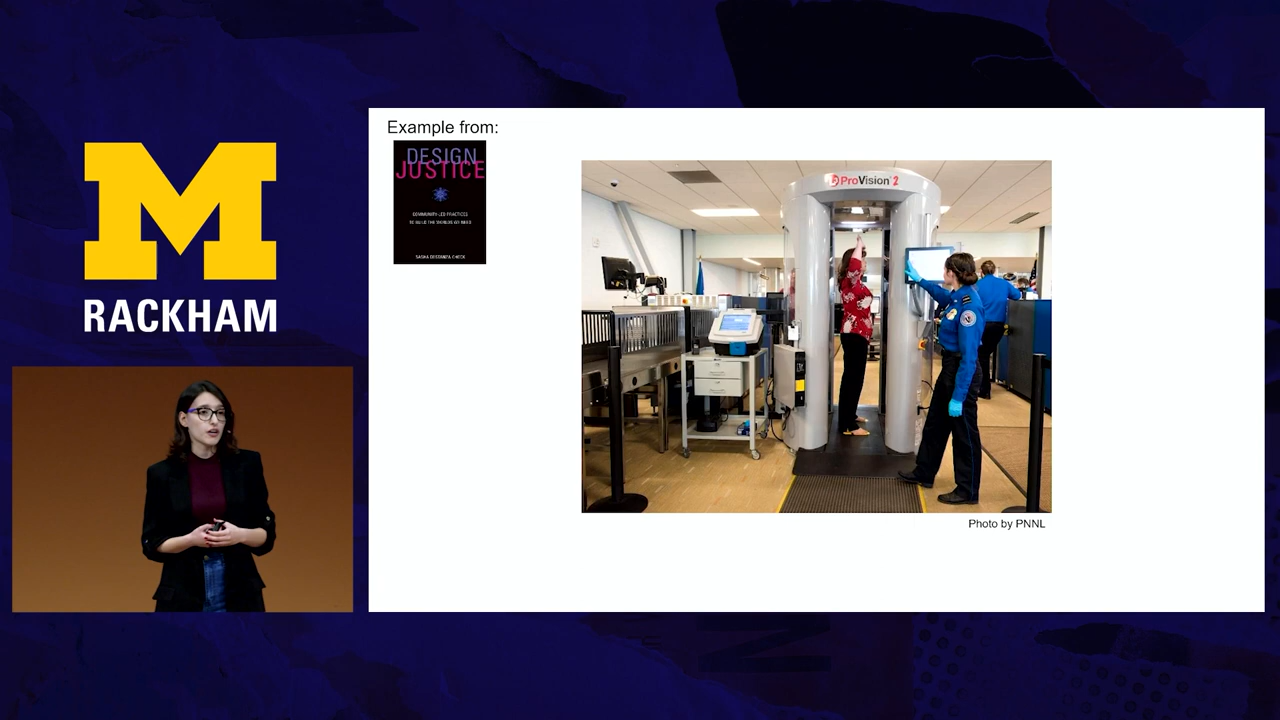 M
RACKHAM
Example from:
DESIGN
JUSTICE
COMMUNITY-LED PRACTICES
TO BUILD THE WORLDS WE NEED
SASHA COSTANZA-CHOCK
ProVision 2
Photo by PNNL